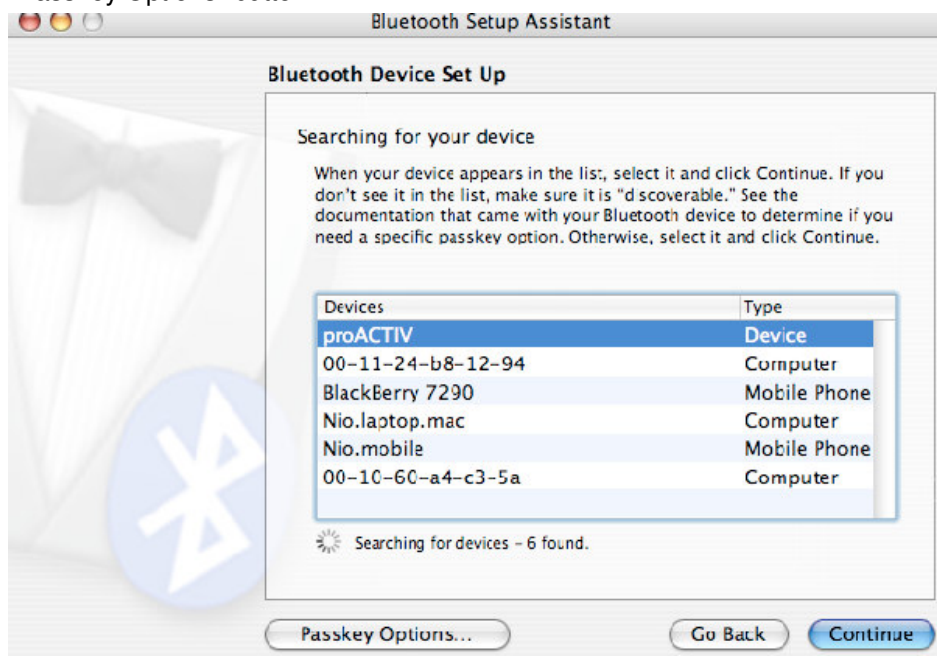 Passkey Options
Bluetooth Setup Assistant
Bluetooth Device Set Up
Searching for your device
When your device appears in the list, select it and click Continue. If you
don't see it in the list, make sure it is "discoverable." See the
documentation that came with your Bluetooth device to determine if you
need a specific passkey option. Otherwise, select it and click Continue.
Devices Type
proACTIV Device
00-11-24-b8-12-94 Computer
BlackBerry 7290 Mobile Phone
Nio.laptop.mac Computer
Nio.mobile Mobile Phone
00-10-60-a4-c3-5a Computer
Searching for devices - 6 found.
Passkey Options... Go Back Continue